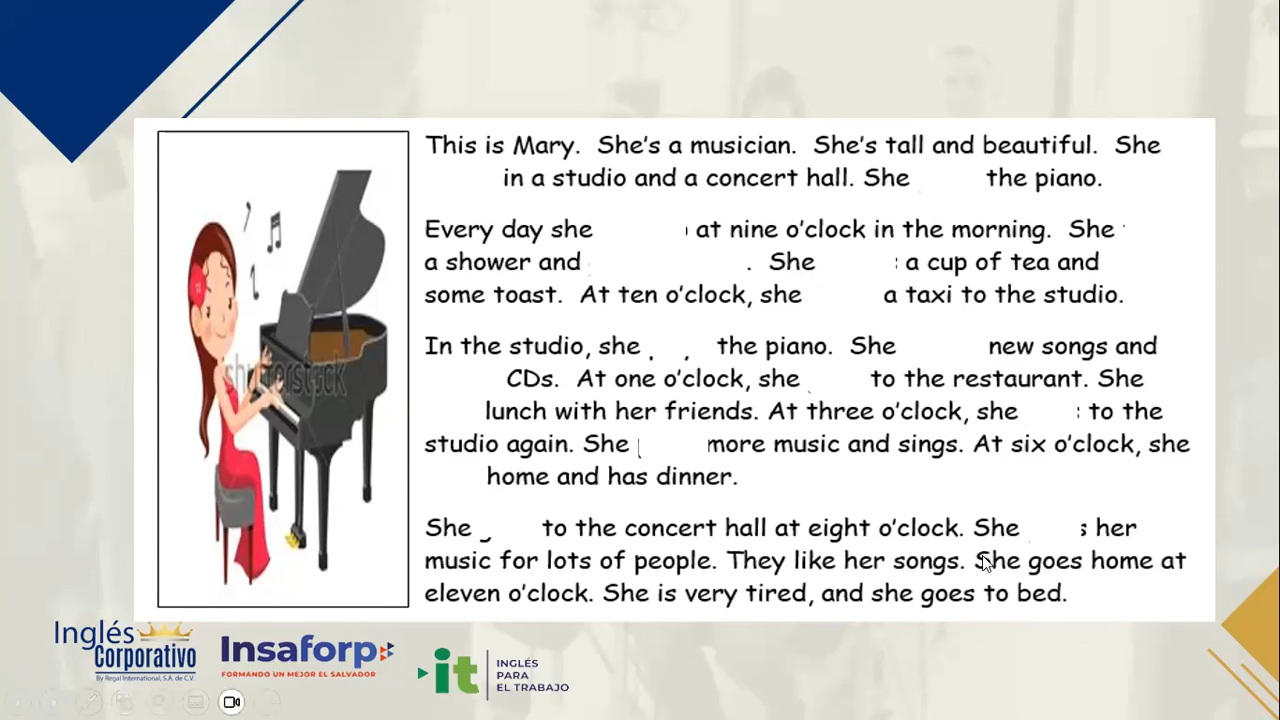 This is Mary. She's a musician. She's tall and beautiful. She
in a studio and a concert hall. She the piano.
Every day she at nine o'clock in the morning. She
a shower and . She a cup of tea and
some toast. At ten o'clock, she a taxi to the studio.
In the studio, she the piano. She new songs and
CDs. At one o'clock, she to the restaurant. She
lunch with her friends. At three o'clock, she to the
studio again. She more music and sings. At six o'clock, she
home and has dinner.
She to the concert hall at eight o'clock. She her
music for lots of people. They like her songs. She goes home at
eleven o'clock. She is very tired, and she goes to bed.
shutterstock
Inglés
Corporativo
By Regal International, S.A. de C.V.
Insaforp
FORMANDO UN MEJOR EL SALVADOR
it
INGLÉS
PARA
EL TRABAJO